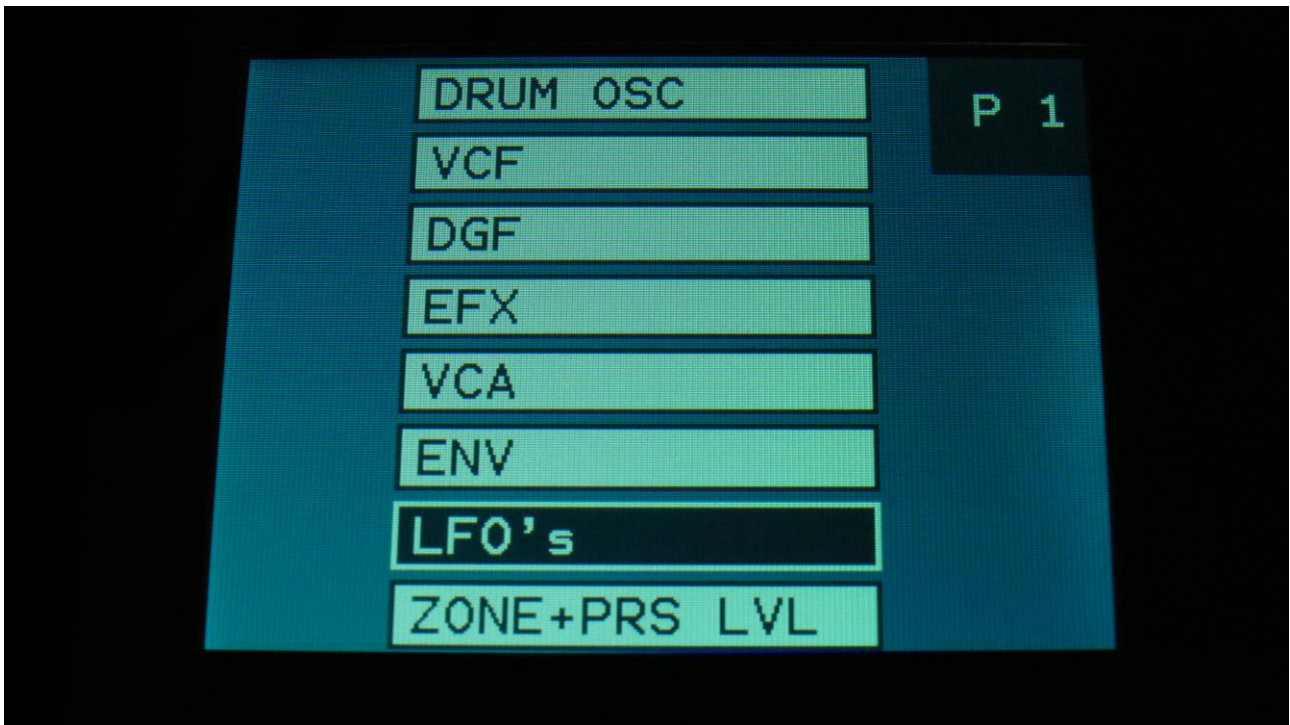 DRUM OSC
P 1
VCF
DGF
EFX
VCA
ENV
LFO's
ZONE+PRS LVL